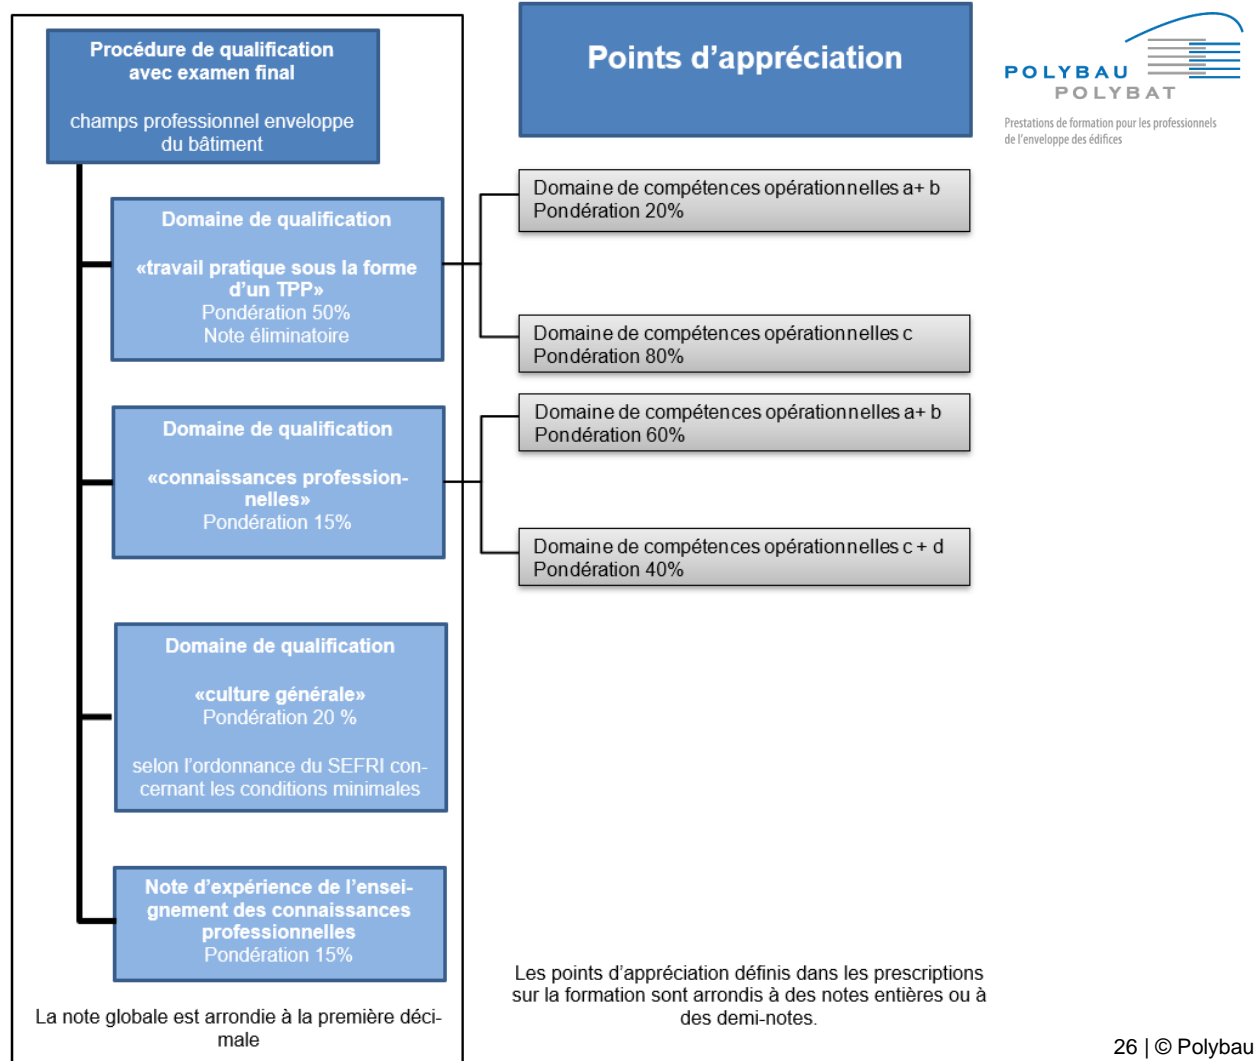 Procédure de qualification
avec examen final
champs professionnel enveloppe
du bâtiment
Domaine de qualification
«travail pratique sous la forme
d'un TPP»
Pondération 50%
Note éliminatoire
Domaine de qualification
«connaissances profession-
nelles»
Pondération 15%
Domaine de qualification
«culture générale»
Pondération 20 %
selon l'ordonnance du SEFRI con-
cernant les conditions minimales
Note d'expérience de l'ensei-
gnement des connaissances
professionnelles
Pondération 15%
La note globale est arrondie à la première déci-
male
Points d'appréciation
Domaine de compétences opérationnelles a+ b
Pondération 20%
Domaine de compétences opérationnelles c
Pondération 80%
Domaine de compétences opérationnelles a+ b
Pondération 60%
Domaine de compétences opérationnelles c + d
Pondération 40%
Les points d'appréciation définis dans les prescriptions
sur la formation sont arrondis à des notes entières ou à
des demi-notes.
POLYBAU
POLYBAT
Prestations de formation pour les professionnels
de l'enveloppe des édifices
26 | © Polybau